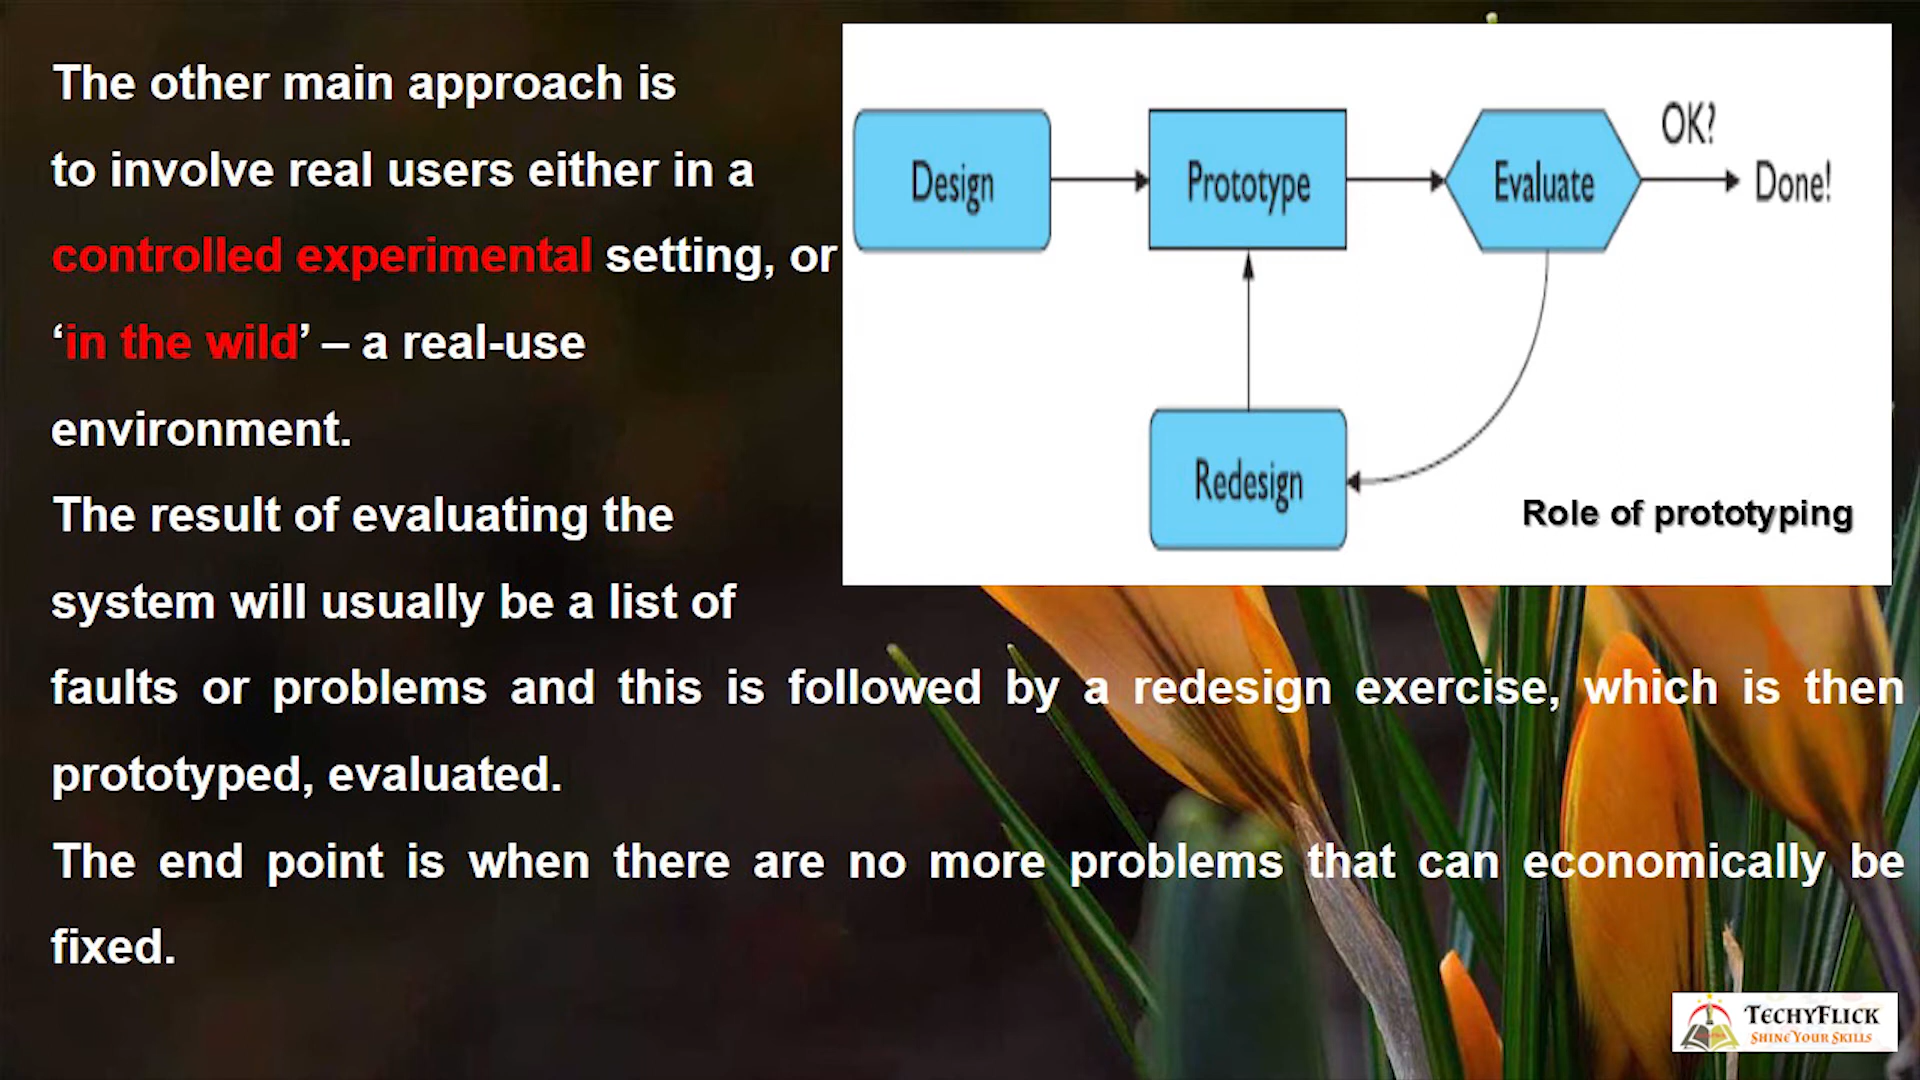 The other main approach is
to involve real users either in a
controlled experimental setting, or
‘in the wild’ – a real-use
environment.
The result of evaluating the
system will usually be a list of
faults or problems and this is followed by a redesign exercise, which is then
prototyped, evaluated.
The end point is when there are no more problems that can economically be
fixed.
Design
Prototype
Evaluate
OK?
Done!
Redesign
Role of prototyping
TECHYFLICK
SHINE YOUR SKILLS